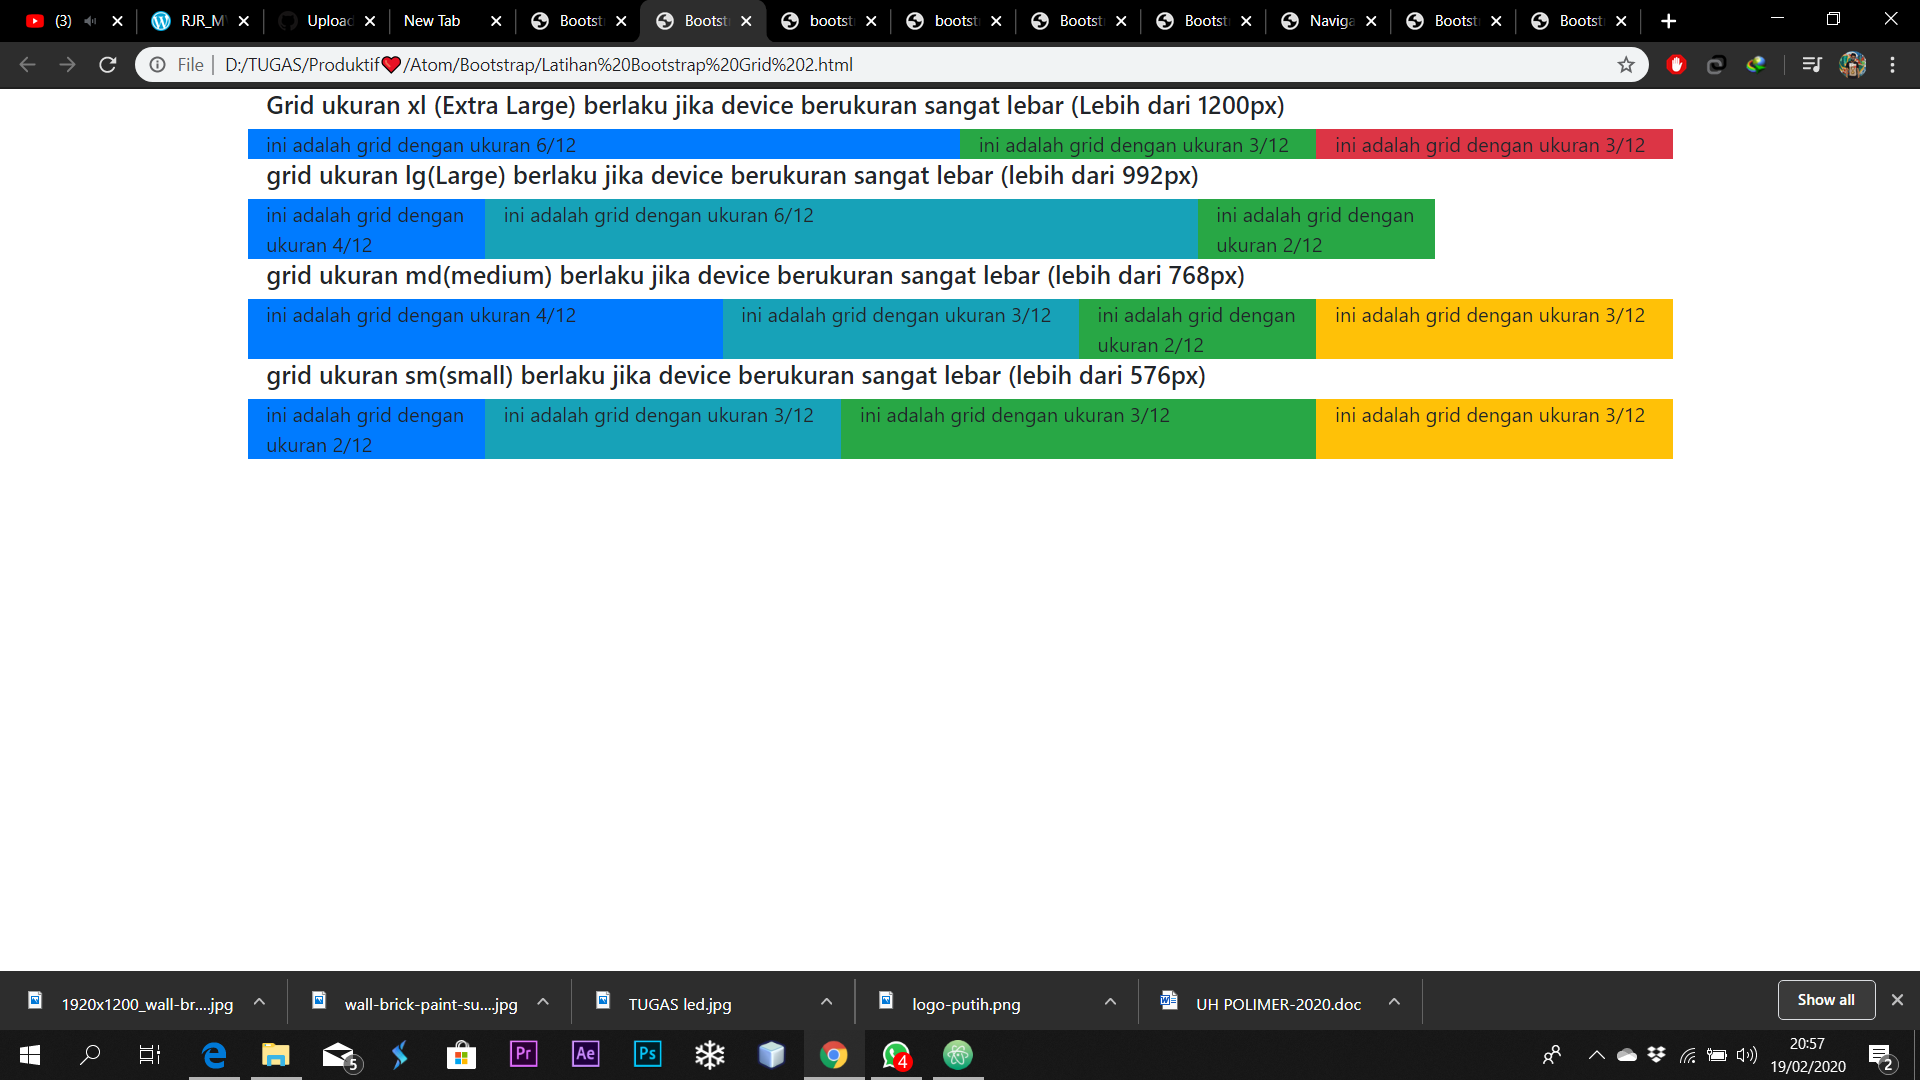 (3)
RJR_M
Upload
New Tab
Bootst
Bootst
bootst
bootst
Bootst
Bootst
Naviga
Bootst
Bootst
File
D:/TUGAS/Produktif❤/Atom/Bootstrap/Latihan%20Bootstrap%20Grid%202.html
Grid ukuran xl (Extra Large) berlaku jika device berukuran sangat lebar (Lebih dari 1200px)
ini adalah grid dengan ukuran 6/12
ini adalah grid dengan ukuran 3/12
ini adalah grid dengan ukuran 3/12
grid ukuran lg(Large) berlaku jika device berukuran sangat lebar (lebih dari 992px)
ini adalah grid dengan
ukuran 4/12
ini adalah grid dengan ukuran 6/12
ini adalah grid dengan
ukuran 2/12
grid ukuran md(medium) berlaku jika device berukuran sangat lebar (lebih dari 768px)
ini adalah grid dengan ukuran 4/12
ini adalah grid dengan ukuran 3/12
ini adalah grid dengan
ukuran 2/12
ini adalah grid dengan ukuran 3/12
grid ukuran sm(small) berlaku jika device berukuran sangat lebar (lebih dari 576px)
ini adalah grid dengan
ukuran 2/12
ini adalah grid dengan ukuran 3/12
ini adalah grid dengan ukuran 3/12
ini adalah grid dengan ukuran 3/12
1920x1200_wall-br....jpg
wall-brick-paint-su....jpg
TUGAS led.jpg
logo-putih.png
UH POLIMER-2020.doc
Show all
5
Pr
Ae
Ps
4
20:57
19/02/2020
2